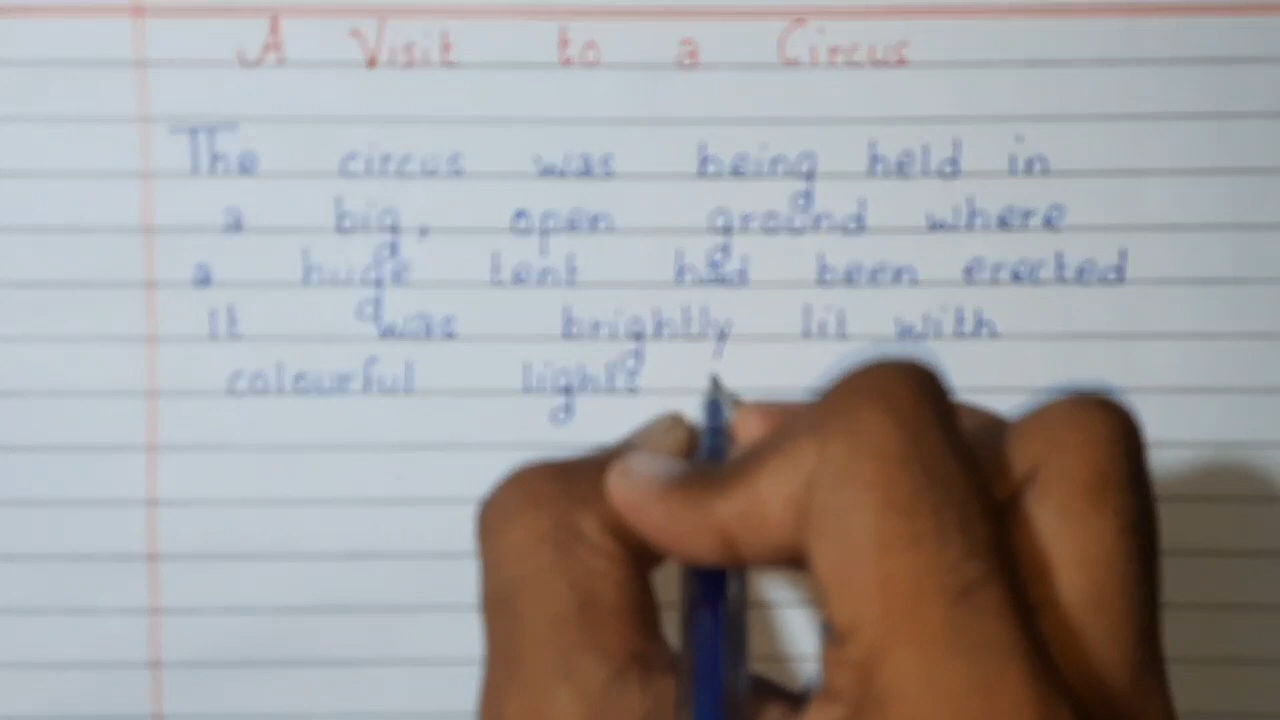 A Visit to a Circus
The circus was being held in
a big, open ground where
a huge tent had been erected
It was brightly lit with
colourful lights